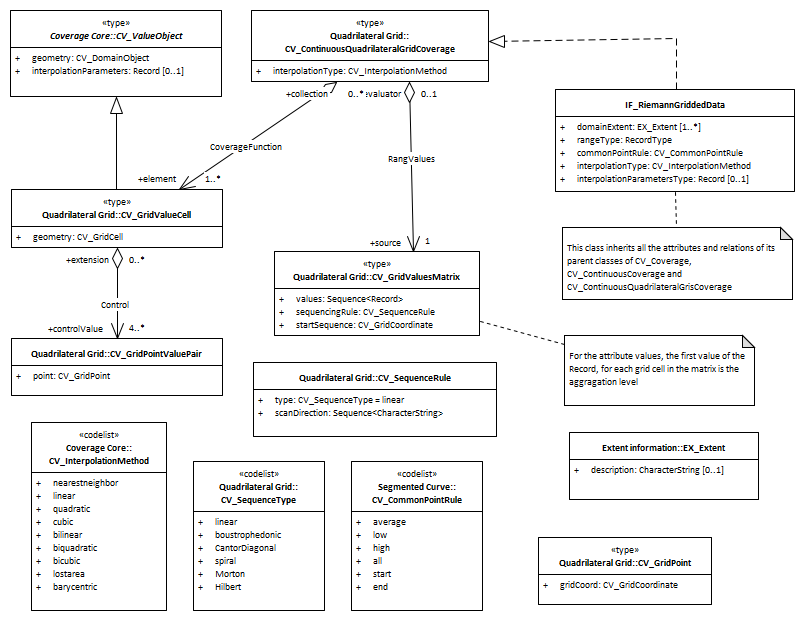 «type»
Coverage Core::CV_ValueObject
+ geometry: CV_DomainObject
+ interpolationParameters: Record [0..1]
«type»
Quadrilateral Grid::
CV_ContinuousQuadrilateralGridCoverage
+ interpolationType: CV_InterpolationMethod
IF_RiemannGriddedData
+ domainExtent: EX_Extent [1..*]
+ rangeType: RecordType
+ commonPointRule: CV_CommonPointRule
+ interpolationType: CV_InterpolationMethod
+ interpolationParametersType: Record [0..1]
+collection 0..*
evaluator 0..1
CoverageFunction
RangValues
+element 1..*
+source 1
«type»
Quadrilateral Grid::CV_GridValueCell
+ geometry: CV_GridCell
This class inherits all the attributes and relations of its
parent classes of CV_Coverage,
CV_ContinuousCoverage and
CV_ContinuousQuadrilateralGrisCoverage
+extension 0..*
Control
+controlValue 4..*
«type»
Quadrilateral Grid::CV_GridValuesMatrix
+ values: Sequence<Record>
+ sequencingRule: CV_SequenceRule
+ startSequence: CV_GridCoordinate
Quadrilateral Grid::CV_GridPointValuePair
+ point: CV_GridPoint
For the attribute values, the first value of the
Record, for each grid cell in the matrix is the
aggragation level
Quadrilateral Grid::CV_SequenceRule
+ type: CV_SequenceType = linear
+ scanDirection: Sequence<CharacterString>
«codelist»
Coverage Core::
CV_InterpolationMethod
+ nearestneighbor
+ linear
+ quadratic
+ cubic
+ bilinear
+ biquadratic
+ bicubic
+ lostarea
+ barycentric
«codelist»
Quadrilateral Grid::
CV_SequenceType
+ linear
+ boustrophedonic
+ CantorDiagonal
+ spiral
+ Morton
+ Hilbert
«codelist»
Segmented Curve::
CV_CommonPointRule
+ average
+ low
+ high
+ all
+ start
+ end
Extent information::EX_Extent
+ description: CharacterString [0..1]
«type»
Quadrilateral Grid::CV_GridPoint
+ gridCoord: CV_GridCoordinate